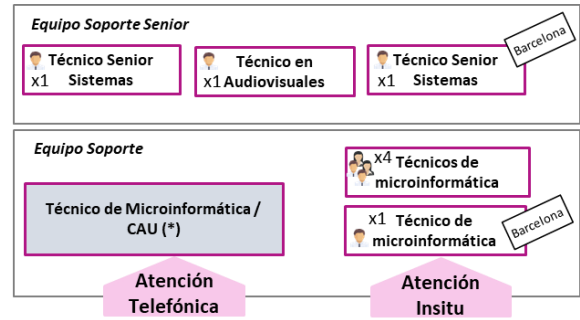 Equipo Soporte Senior
Técnico Senior
x1 Sistemas
Técnico en
x1 Audiovisuales
Técnico Senior
x1 Sistemas
Barcelona
Equipo Soporte
x4 Técnicos de
microinformática
Técnico de Microinformática /
CAU (*)
x1 Técnico de
microinformática
Barcelona
Atención
Telefónica
Atención
Insitu